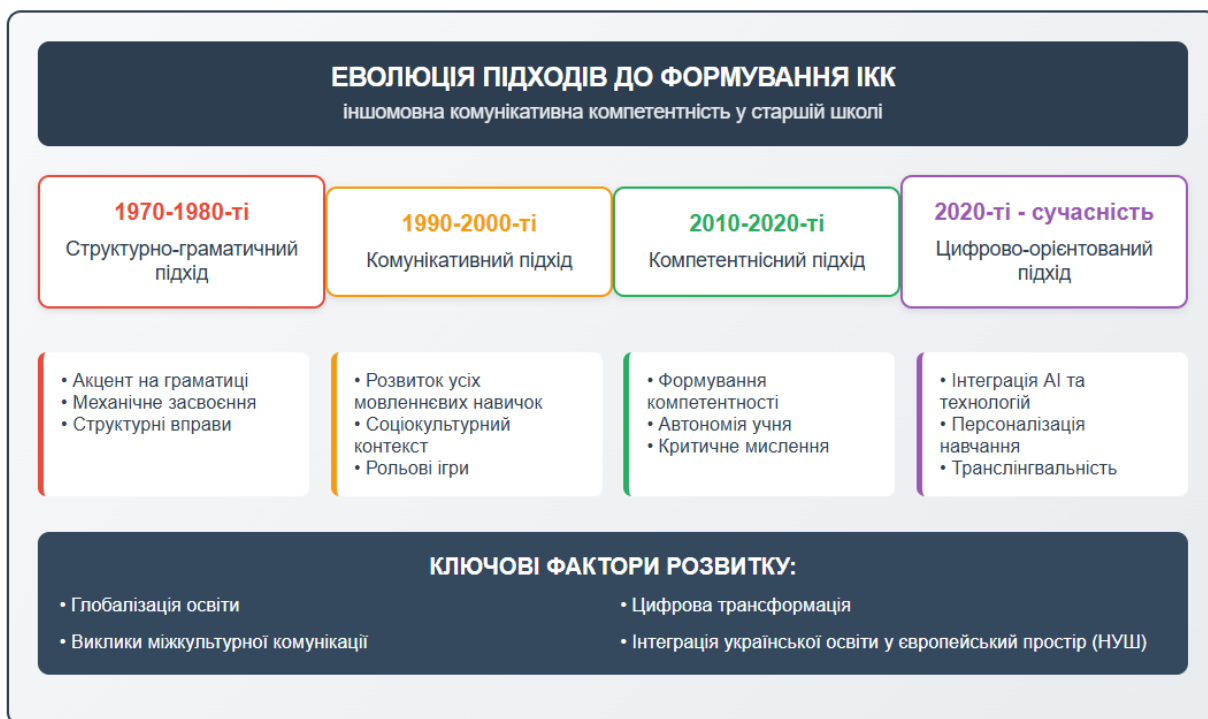 ЕВОЛЮЦІЯ ПІДХОДІВ ДО ФОРМУВАННЯ ІКК
іншомовна комунікативна компетентність у старшій школі
1970-1980-ті
Структурно-граматичний
підхід
1990-2000-ті
Комунікативний підхід
2010-2020-ті
Компетентнісний підхід
2020-ті - сучасність
Цифрово-орієнтований
підхід
• Акцент на граматиці
• Механічне засвоєння
• Структурні вправи
• Розвиток усіх
мовленнєвих навичок
• Соціокультурний
контекст
• Рольові ігри
• Формування
компетентності
• Автономія учня
• Критичне мислення
• Інтеграція АІ та
технологій
• Персоналізація
навчання
• Транслінгвальність
КЛЮЧОВІ ФАКТОРИ РОЗВИТКУ:
• Глобалізація освіти
• Цифрова трансформація
• Виклики міжкультурної комунікації
• Інтеграція української освіти у європейський простір (НУШ)